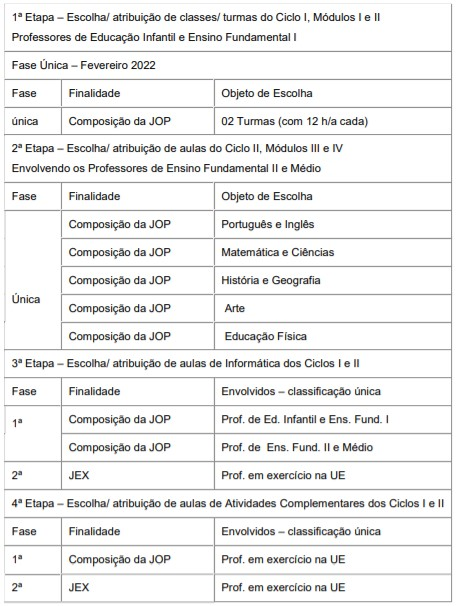 1ª Etapa – Escolha/ atribuição de classes/ turmas do Ciclo I, Módulos I e II
Professores de Educação Infantil e Ensino Fundamental I
Fase Única – Fevereiro 2022
Fase Finalidade Objeto de Escolha
única Composição da JOP 02 Turmas (com 12 h/a cada)
2ª Etapa – Escolha/ atribuição de aulas do Ciclo II, Módulos III e IV
Envolvendo os Professores de Ensino Fundamental II e Médio
Fase Finalidade Objeto de Escolha
Composição da JOP Português e Inglês
Composição da JOP Matemática e Ciências
Única Composição da JOP História e Geografia
Composição da JOP Arte
Composição da JOP Educação Física
3ª Etapa – Escolha/ atribuição de aulas de Informática dos Ciclos I e II
Fase Finalidade Envolvidos – classificação única
1ª Composição da JOP Prof. de Ed. Infantil e Ens. Fund. I
Composição da JOP Prof. de Ens. Fund. II e Médio
2ª JEX Prof. em exercício na UE
4ª Etapa – Escolha/ atribuição de aulas de Atividades Complementares dos Ciclos I e II
Fase Finalidade Envolvidos – classificação única
1ª Composição da JOP Prof. em exercício na UE
2ª JEX Prof. em exercício na UE